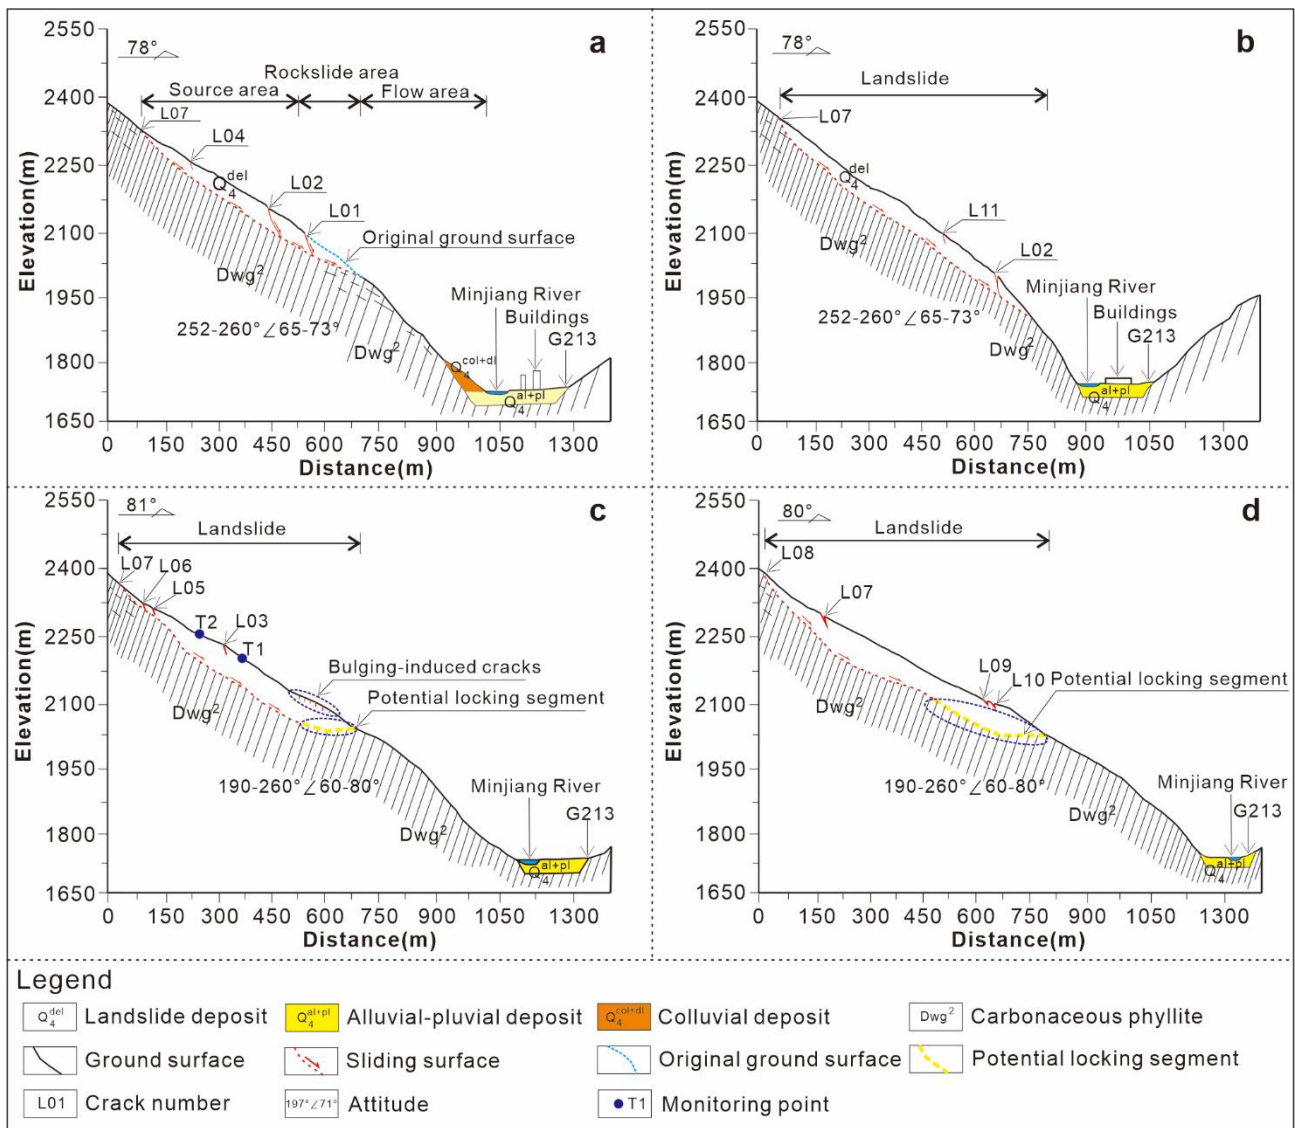 a
78°
Rockslide area
Source area
Flow area
L07
L04
Q4del
L02
L01
Original ground surface
Dwg2
252-260°∠65-73°
Dwg2
Minjiang River
Buildings
G213
Q4col+dl
Q4al+pl
2550
2400
2250
2100
1950
1800
1650
Elevation(m)
0 150 300 450 600 750 900 1050 1300
Distance(m)
b
78°
Landslide
L07
Q4del
L11
L02
Dwg2
252-260°∠65-73°
Dwg2
Minjiang River
Buildings
G213
Q4al+pl
2550
2400
2250
2100
1950
1800
1650
Elevation(m)
0 150 300 450 600 750 900 1050 1300
Distance(m)
c
81°
Landslide
L07
L06
L05
T2
L03
T1
Bulging-induced cracks
Potential locking segment
Dwg2
190-260°∠60-80°
Dwg2
Minjiang River
G213
Q4al+pl
2550
2400
2250
2100
1950
1800
1650
Elevation(m)
0 150 300 450 600 750 900 1050 1300
Distance(m)
d
80°
Landslide
L08
L07
L09
L10
Potential locking segment
Dwg2
190-260°∠60-80°
Dwg2
Minjiang River
G213
Q4al+pl
2550
2400
2250
2100
1950
1800
1650
Elevation(m)
0 150 300 450 600 750 900 1050 1300
Distance(m)
Legend
Q4del Landslide deposit
Q4al+pl Alluvial-pluvial deposit
Q4col+dl Colluvial deposit
Dwg2 Carbonaceous phyllite
Ground surface
Sliding surface
Original ground surface
Potential locking segment
L01 Crack number
197°∠71° Attitude
T1 Monitoring point